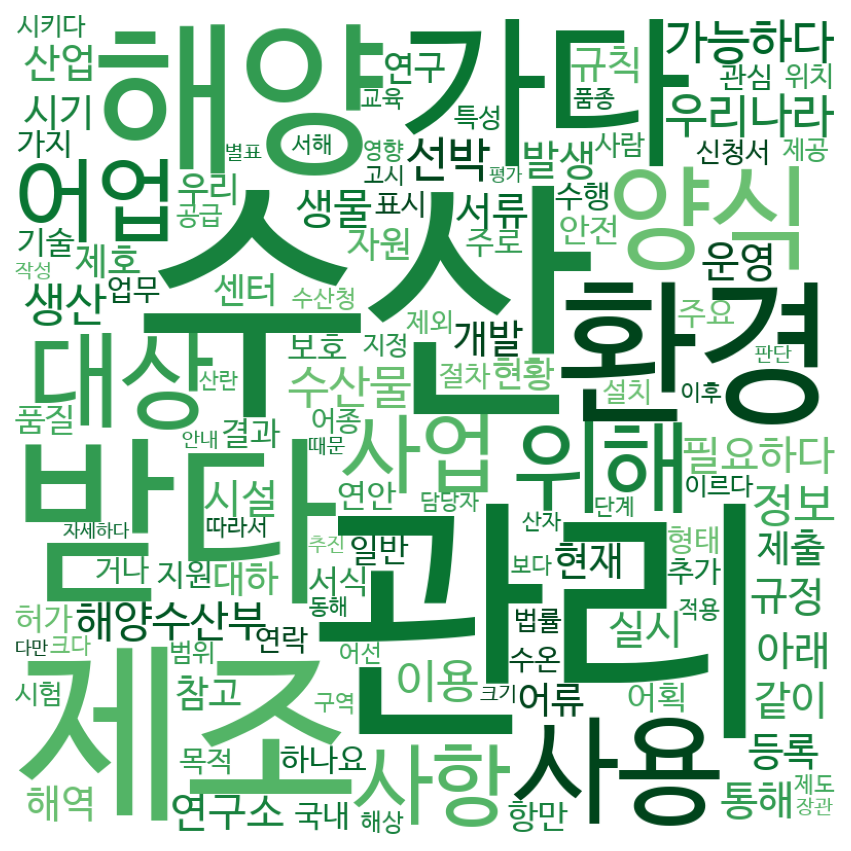 시키다
해양
가다
가능하다
산업
연구
규칙
관심
위치
교육
품종
시기
특성
우리나라
가지
별표
서해
영향
선박
발생
사람
신청서
제공
어업
우리
고시
평가
양식
공급
생물
표시
서류
수행
기술
제호
수산
자원
주로
안전
운영
작성
생산
업무
센터
수산청
제외
환경
주요
대상
보호
지정
개발
판단
산란
수산물
절차
현황
설치
이후
품질
안내
결과
어종
때문
사업
위해
필요하다
받다
시설
연안
담당자
단계
이르다
정보
자세하다
따라서
관리
산자
추진
일반
보다
현재
형태
제출
거나
지원
대하
서식
추가
허가
해양수산부
동해
법률
적용
규정
다만
크다
범위
연락
어선
수온
실시
아래
제조
시험
참고
구역
이용
크기
어류
어획
같이
목적
하나요
사항
사용
등록
해역
연구소
국내
해상
항만
통해
제도
장관